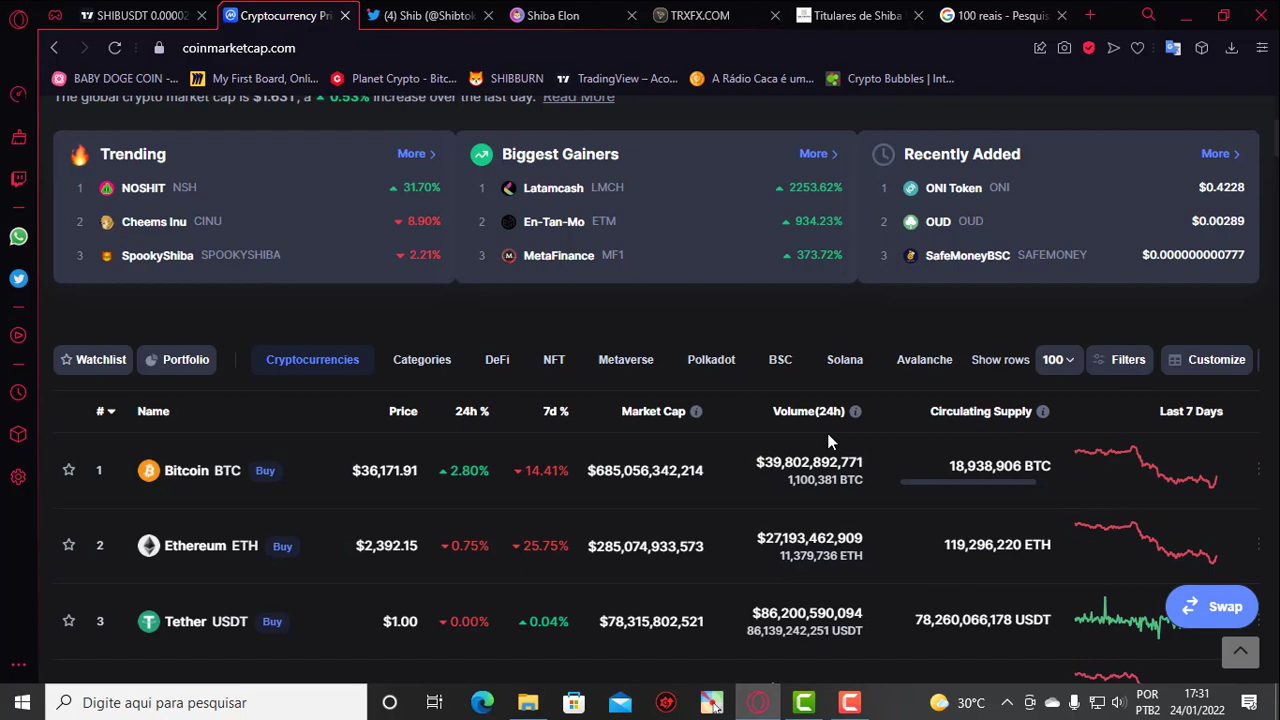 SHIBUSDT 0.00002
Cryptocurrency Pri
(4) Shib (@Shibtok
Shiba Elon
TRXFX.COM
Titulares de Shiba
100 reais - Pesquis
coinmarketcap.com
BABY DOGE COIN -...
My First Board, Onli...
Planet Crypto - Bitc...
SHIBBURN
TradingView – Aco...
A Rádio Caca é um...
Crypto Bubbles | Int...
The global crypto market cap is $1.63T, a 0.53% increase over the last day. Read More
Trending More
1 NOSHIT NSH 31.70%
2 Cheems Inu CINU 8.90%
3 SpookyShiba SPOOKYSHIBA 2.21%
Biggest Gainers More
1 Latamcash LMCH 2253.62%
2 En-Tan-Mo ETM 934.23%
3 MetaFinance MF1 373.72%
Recently Added More
1 ONI Token ONI $0.4228
2 OUD OUD $0.00289
3 SafeMoneyBSC SAFEMONEY $0.000000000777
Watchlist Portfolio Cryptocurrencies Categories DeFi NFT Metaverse Polkadot BSC Solana Avalanche Show rows 100 Filters Customize
# Name Price 24h % 7d % Market Cap Volume(24h) Circulating Supply Last 7 Days
1 Bitcoin BTC Buy $36,171.91 2.80% 14.41% $685,056,342,214 $39,802,892,771 18,938,906 BTC
1,100,381 BTC
2 Ethereum ETH Buy $2,392.15 0.75% 25.75% $285,074,933,573 $27,193,462,909 119,296,220 ETH
11,379,736 ETH
3 Tether USDT Buy $1.00 0.00% 0.04% $78,315,802,521 $86,200,590,094 78,260,066,178 USDT
86,139,242,251 USDT
Swap
Digite aqui para pesquisar
30°C
POR
PTB2
17:31
24/01/2022